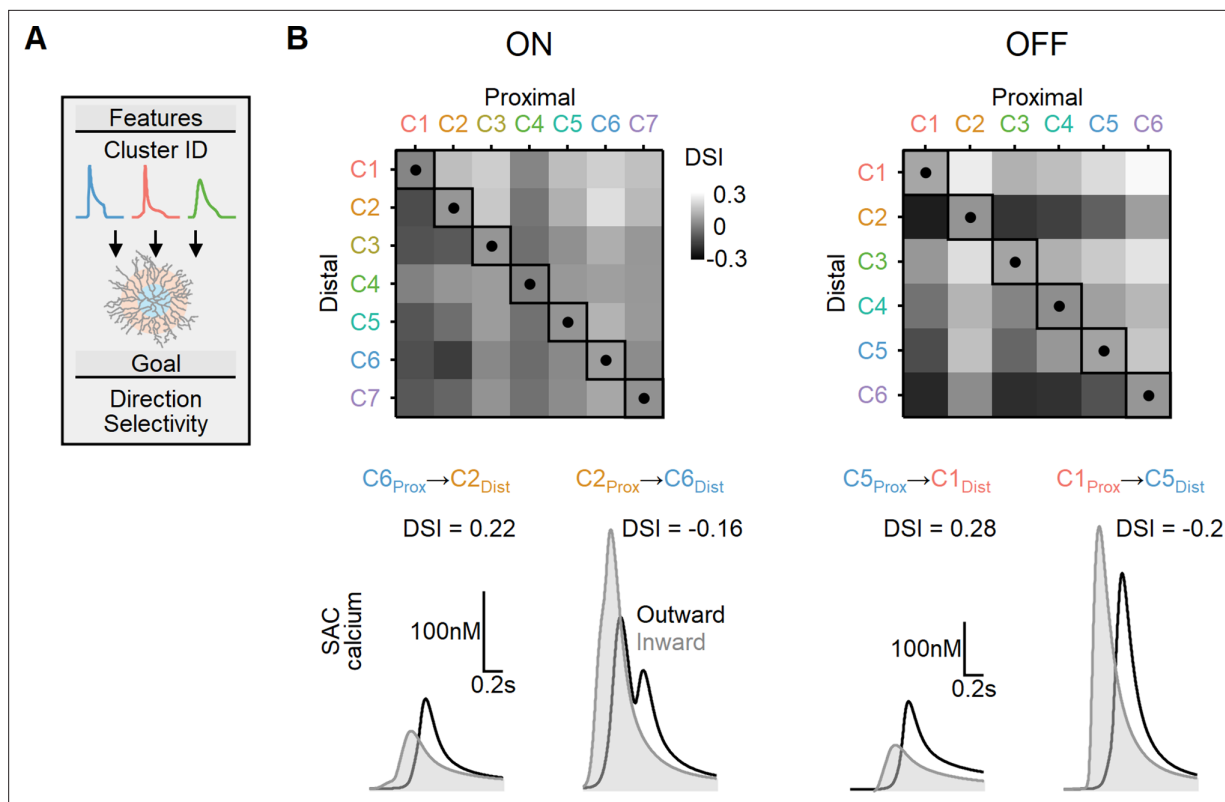 A
Features
Cluster ID
Goal
Direction
Selectivity
B
ON
Proximal
C1 C2 C3 C4 C5 C6 C7
Distal
C1
C2
C3
C4
C5
C6
C7
DSI
0.3
0
-0.3
OFF
Proximal
C1 C2 C3 C4 C5 C6
Distal
C1
C2
C3
C4
C5
C6
C6Prox→C2Dist
DSI = 0.22
C2Prox→C6Dist
DSI = -0.16
C5Prox→C1Dist
DSI = 0.28
C1Prox→C5Dist
DSI = -0.2
SAC
calcium
100nM
0.2s
Outward
Inward
100nM
0.2s